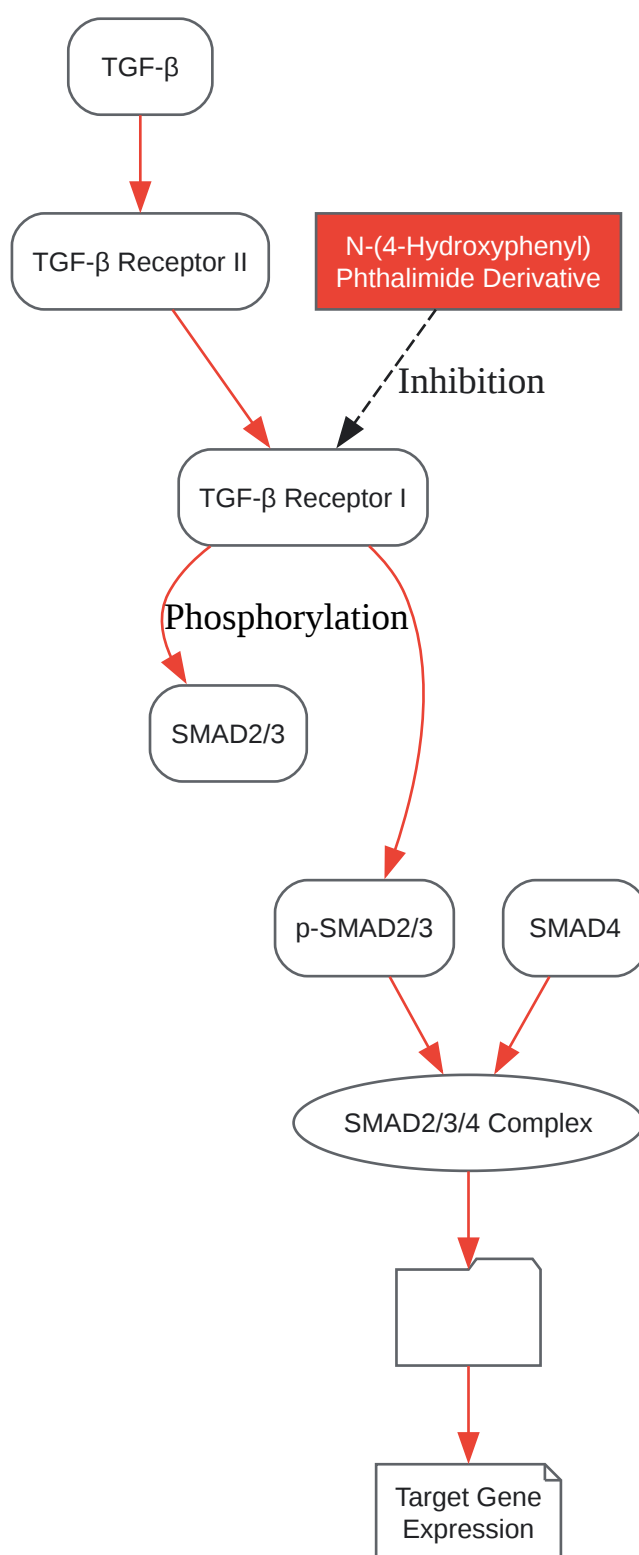 TGF-β
TGF-β Receptor II
N-(4-Hydroxyphenyl)
Phthalimide Derivative
Inhibition
TGF-β Receptor I
Phosphorylation
SMAD2/3
p-SMAD2/3
SMAD4
SMAD2/3/4 Complex
Target Gene
Expression